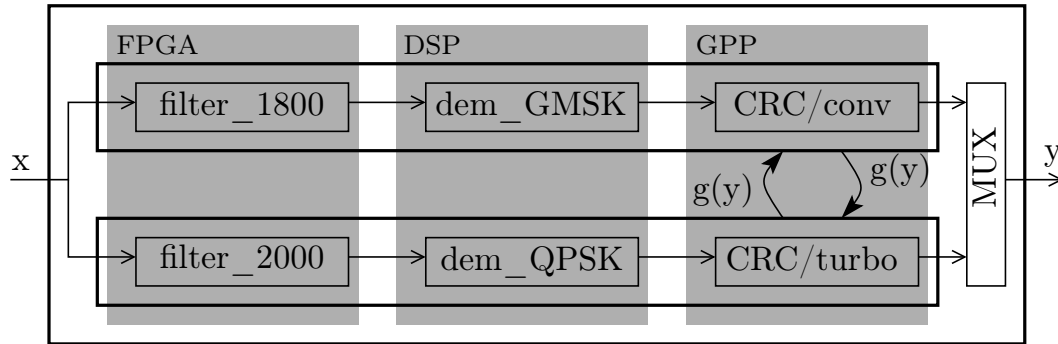 FPGA
DSP
GPP
filter_1800
dem_GMSK
CRC/conv
x
g(y)
g(y)
MUX
y
filter_2000
dem_QPSK
CRC/turbo